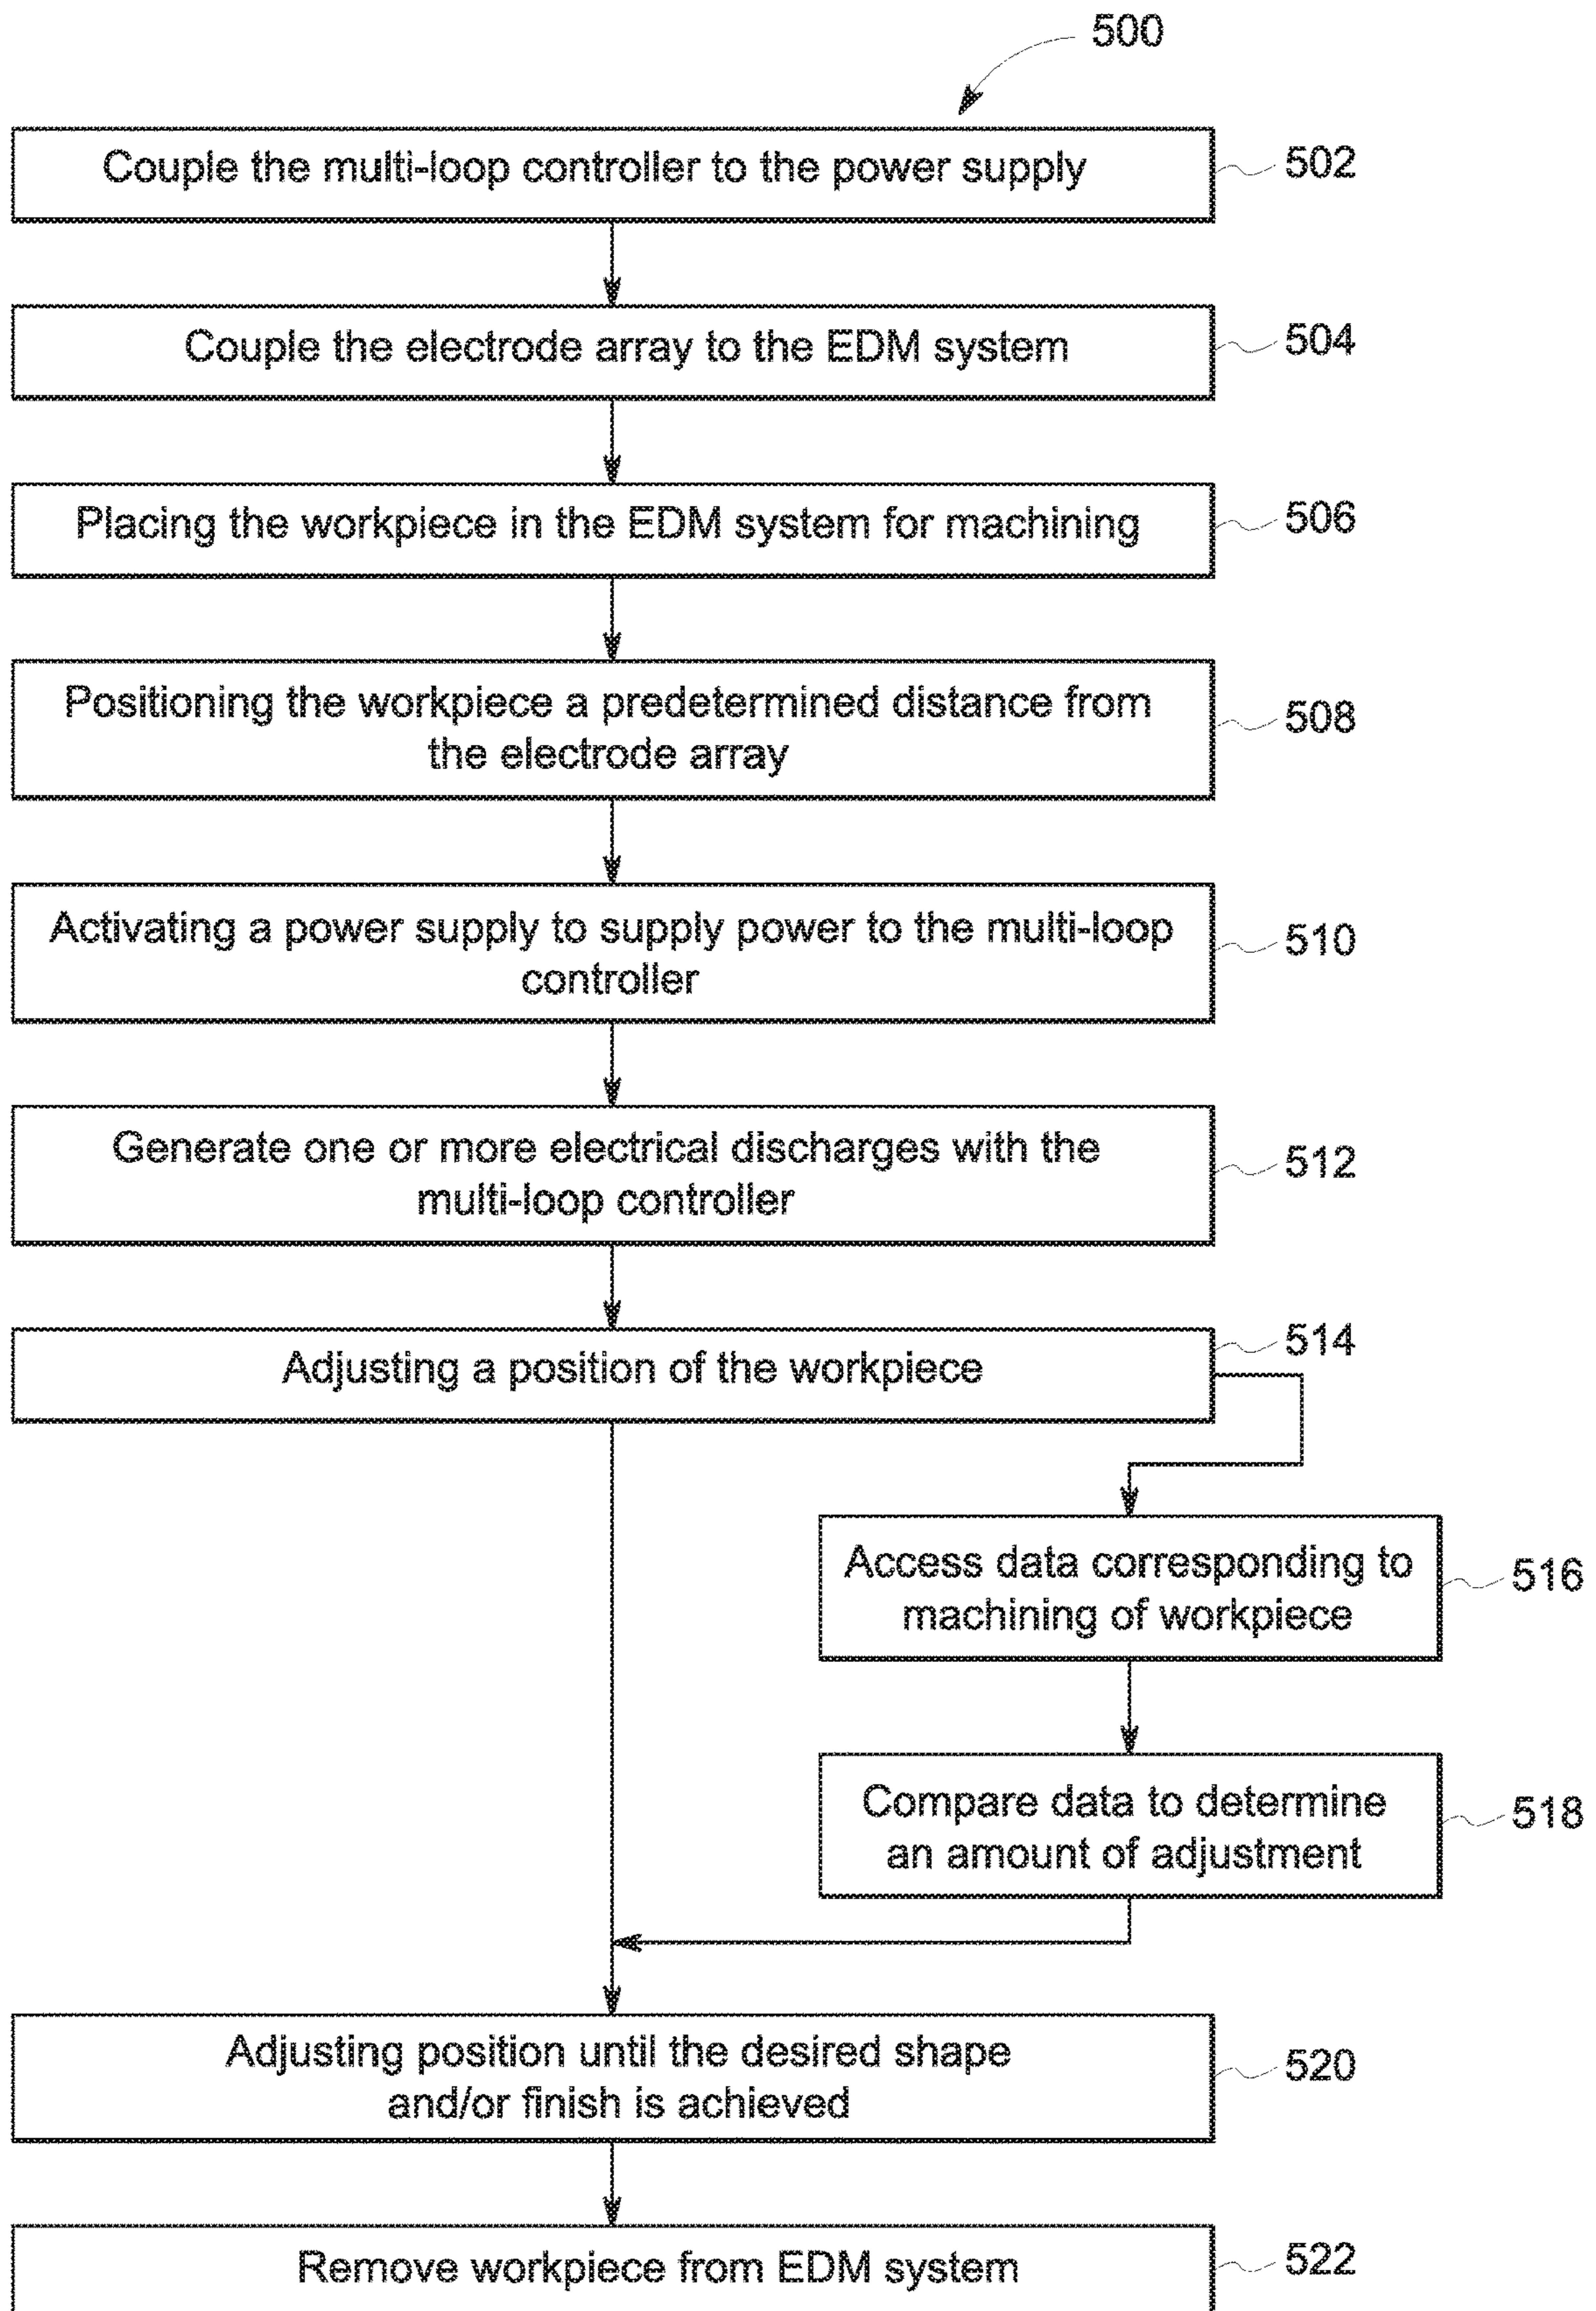 500
Couple the multi-loop controller to the power supply
502
Couple the electrode array to the EDM system
504
Placing the workpiece in the EDM system for machining
506
Positioning the workpiece a predetermined distance from
the electrode array
508
Activating a power supply to supply power to the multi-loop
controller
510
Generate one or more electrical discharges with the
multi-loop controller
512
Adjusting a position of the workpiece
514
Access data corresponding to
machining of workpiece
516
Compare data to determine
an amount of adjustment
518
Adjusting position until the desired shape
and/or finish is achieved
520
Remove workpiece from EDM system
522